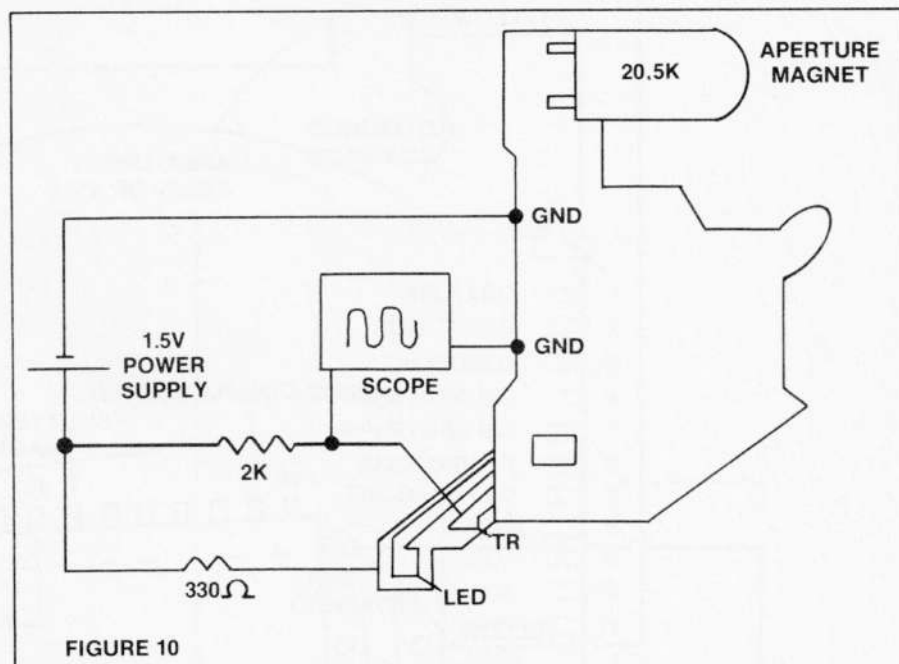 APERTURE
MAGNET
20.5K
GND
GND
1.5V
POWER
SUPPLY
SCOPE
2K
TR
330Ω
LED
FIGURE 10